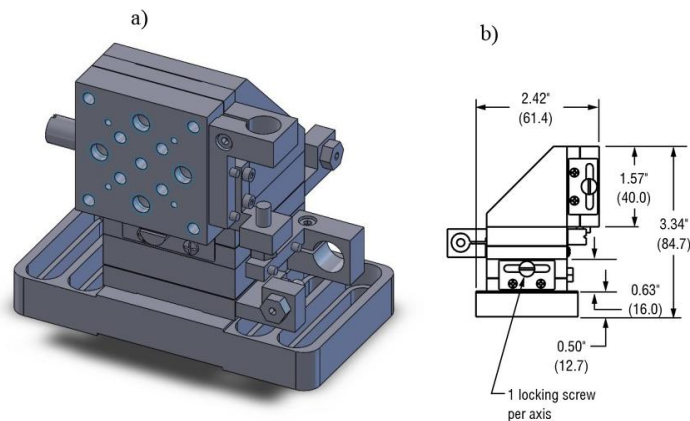 a)
b)
2.42"
(61.4)
1.57"
(40.0)
3.34"
(84.7)
0.63"
(16.0)
0.50"
(12.7)
1 locking screw
per axis